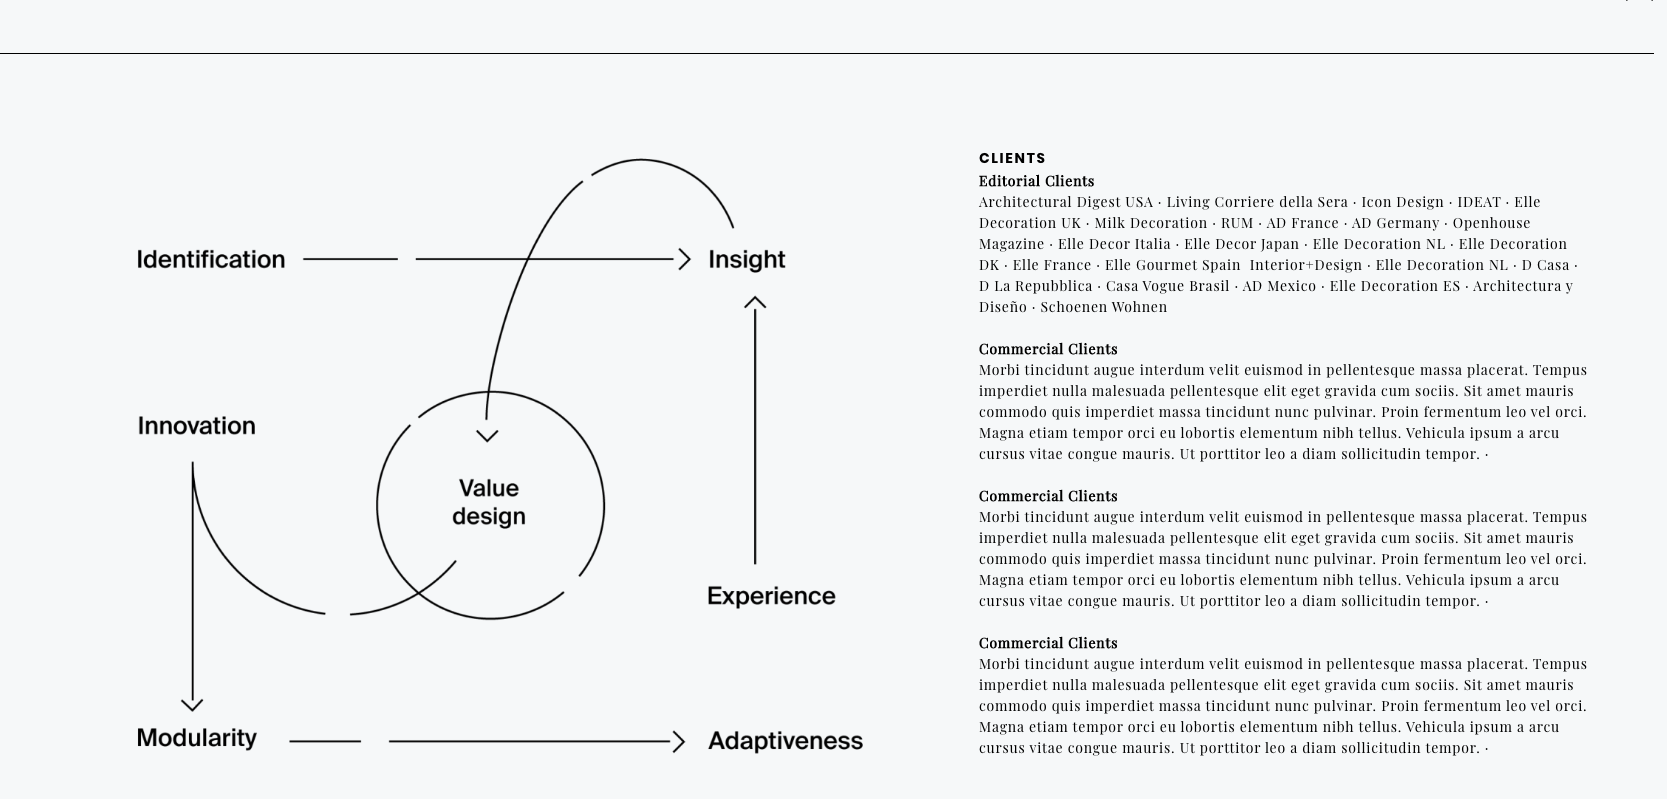 Identification
Insight
Innovation
Value
design
Experience
Modularity
Adaptiveness
CLIENTS
Editorial Clients
Architectural Digest USA · Living Corriere della Sera · Icon Design · IDEAT · Elle
Decoration UK · Milk Decoration · RUM · AD France · AD Germany · Openhouse
Magazine · Elle Decor Italia · Elle Decor Japan · Elle Decoration NL · Elle Decoration
DK · Elle France · Elle Gourmet Spain  Interior+Design · Elle Decoration NL · D Casa ·
D La Repubblica · Casa Vogue Brasil · AD Mexico · Elle Decoration ES · Architectura y
Diseño · Schoenen Wohnen
Commercial Clients
Morbi tincidunt augue interdum velit euismod in pellentesque massa placerat. Tempus
imperdiet nulla malesuada pellentesque elit eget gravida cum sociis. Sit amet mauris
commodo quis imperdiet massa tincidunt nunc pulvinar. Proin fermentum leo vel orci.
Magna etiam tempor orci eu lobortis elementum nibh tellus. Vehicula ipsum a arcu
cursus vitae congue mauris. Ut porttitor leo a diam sollicitudin tempor. ·
Commercial Clients
Morbi tincidunt augue interdum velit euismod in pellentesque massa placerat. Tempus
imperdiet nulla malesuada pellentesque elit eget gravida cum sociis. Sit amet mauris
commodo quis imperdiet massa tincidunt nunc pulvinar. Proin fermentum leo vel orci.
Magna etiam tempor orci eu lobortis elementum nibh tellus. Vehicula ipsum a arcu
cursus vitae congue mauris. Ut porttitor leo a diam sollicitudin tempor. ·
Commercial Clients
Morbi tincidunt augue interdum velit euismod in pellentesque massa placerat. Tempus
imperdiet nulla malesuada pellentesque elit eget gravida cum sociis. Sit amet mauris
commodo quis imperdiet massa tincidunt nunc pulvinar. Proin fermentum leo vel orci.
Magna etiam tempor orci eu lobortis elementum nibh tellus. Vehicula ipsum a arcu
cursus vitae congue mauris. Ut porttitor leo a diam sollicitudin tempor. ·